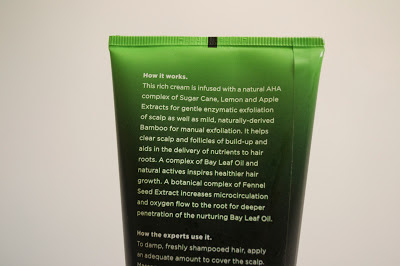 How it works.
This rich cream is infused with a natural AHA
complex of Sugar Cane, Lemon and Apple
Extracts for gentle enzymatic exfoliation
of scalp as well as mild, naturally-derived
Bamboo for manual exfoliation. It helps
clear scalp and follicles of build-up and
aids in the delivery of nutrients to hair
roots. A complex of Bay Leaf Oil and
natural actives inspires healthier hair
growth. A botanical complex of Fennel
Seed Extract increases microcirculation
and oxygen flow to the root for deeper
penetration of the nurturing Bay Leaf Oil.
How the experts use it.
To damp, freshly shampooed hair, apply
an adequate amount to cover the scalp.